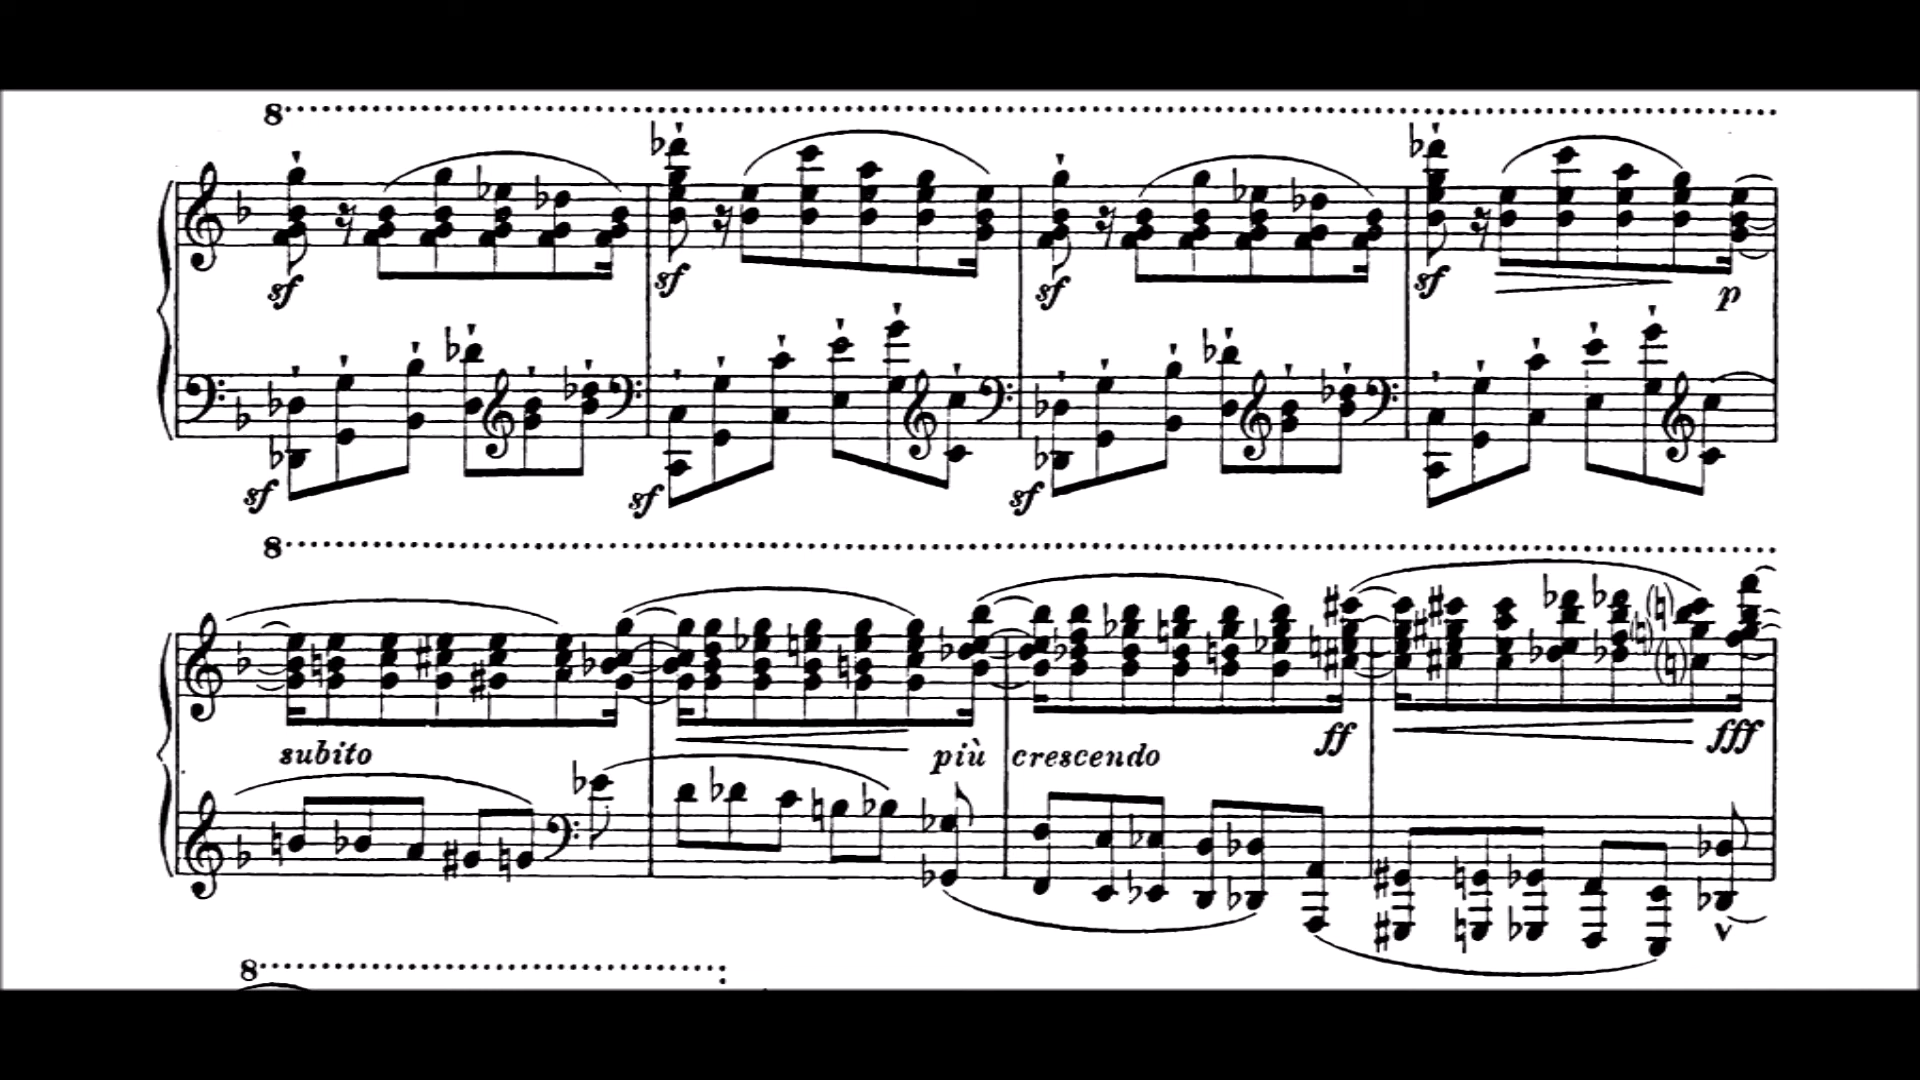 8
sf sf sf sf p
sf sf sf
8
subito più crescendo ff fff
8